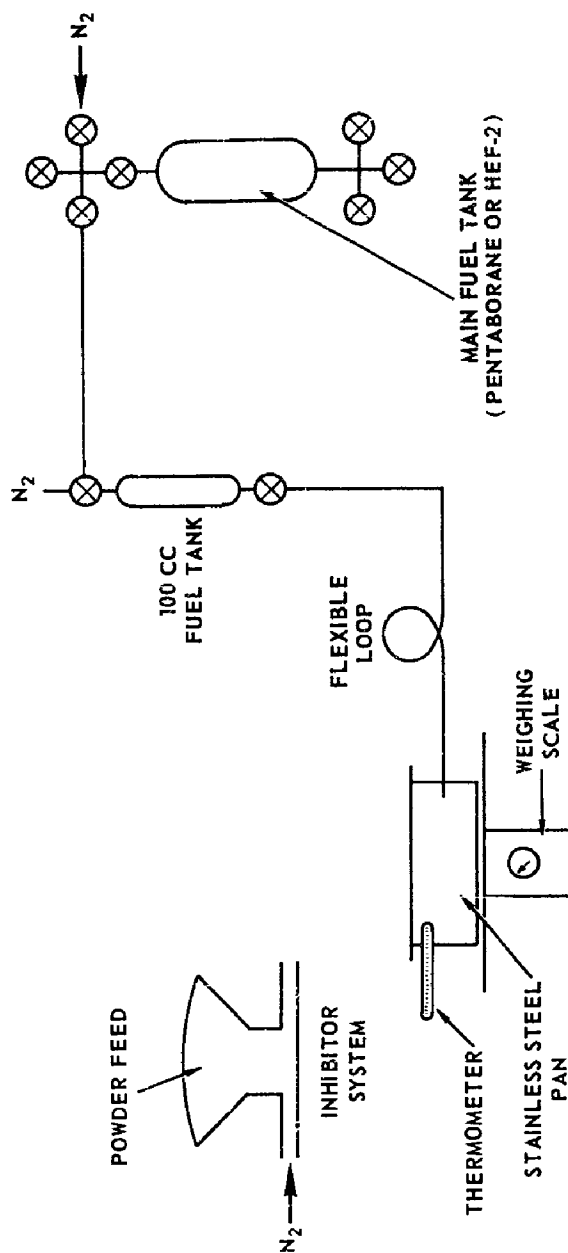 N2
POWDER FEED
INHIBITOR
SYSTEM
THERMOMETER
STAINLESS STEEL
PAN
WEIGHING
SCALE
FLEXIBLE
LOOP
100 CC
FUEL TANK
N2
MAIN FUEL TANK
(PENTABORANE OR HEF-2)
N2